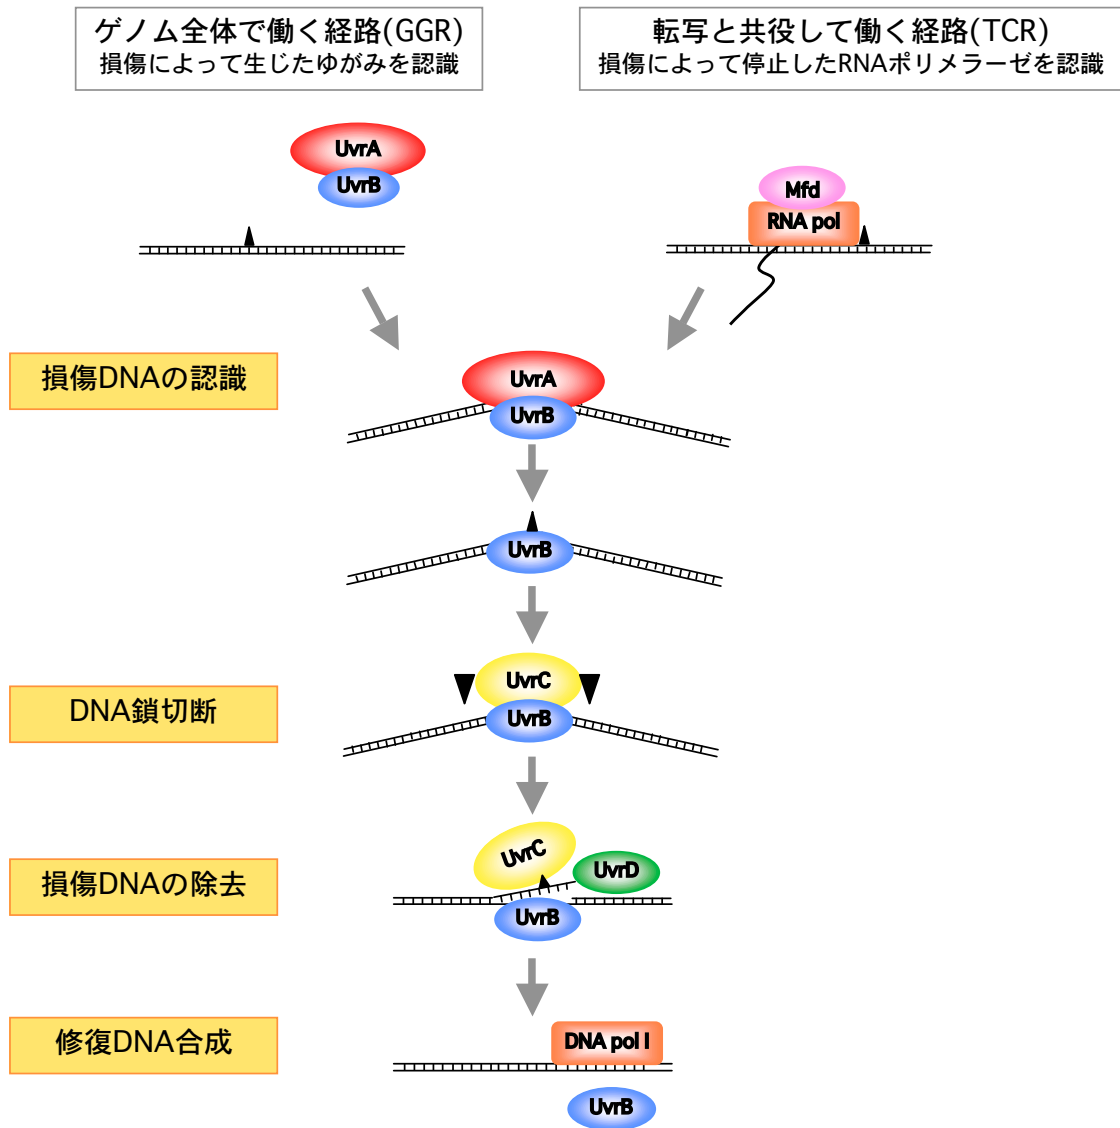 ゲノム全体で働く経路(GGR)
損傷によって生じたゆがみを認識
転写と共役して働く経路(TCR)
損傷によって停止したRNAポリメラーゼを認識
UvrA
UvrB
Mfd
RNA pol
損傷DNAの認識
UvrA
UvrB
UvrB
DNA鎖切断
UvrC
UvrB
損傷DNAの除去
UvrC
UvrD
UvrB
修復DNA合成
DNA pol I
UvrB